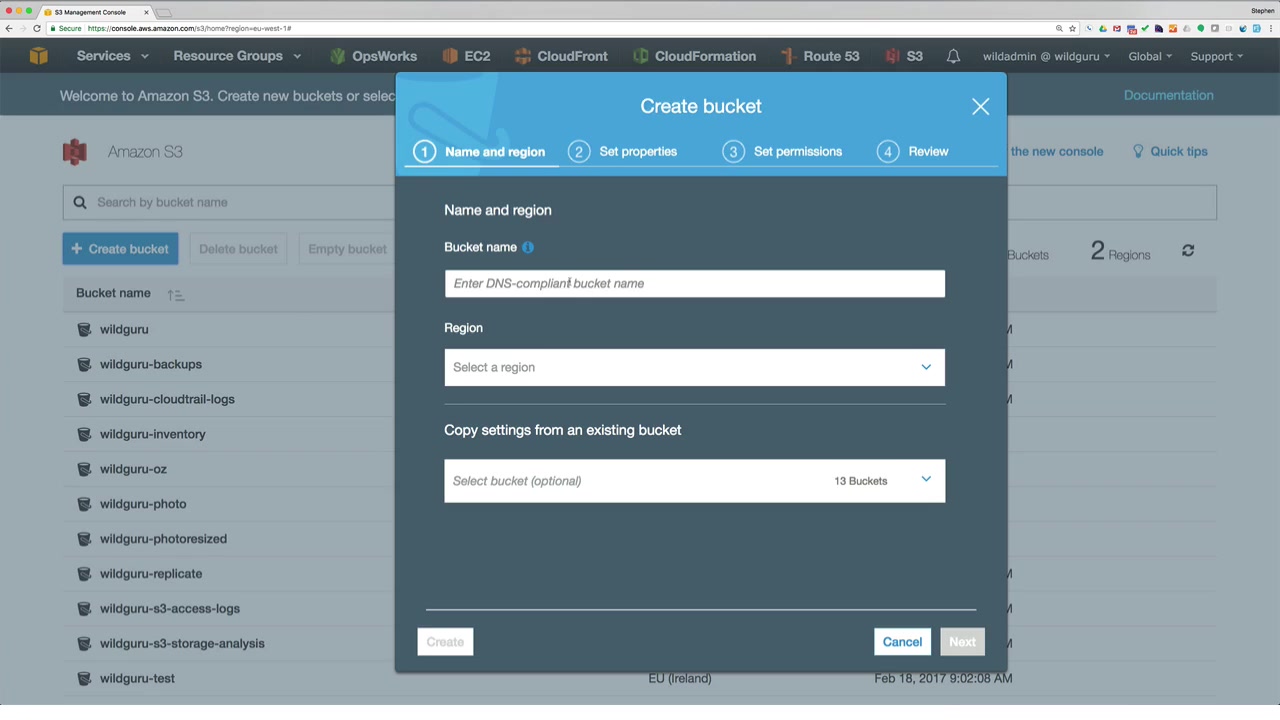 S3 Management Console
Stephen
Secure https://console.aws.amazon.com/s3/home?region=eu-west-1#
Services Resource Groups OpsWorks EC2 CloudFront CloudFormation Route 53 S3 wildadmin @ wildguru Global Support
Welcome to Amazon S3. Create new buckets or selec
Documentation
Amazon S3
the new console Quick tips
Search by bucket name
+ Create bucket Delete bucket Empty bucket
Buckets 2 Regions
Bucket name
wildguru
wildguru-backups
wildguru-cloudtrail-logs
wildguru-inventory
wildguru-oz
wildguru-photo
wildguru-photoresized
wildguru-replicate
wildguru-s3-access-logs
wildguru-s3-storage-analysis
wildguru-test EU (Ireland) Feb 18, 2017 9:02:08 AM
Create bucket
1 Name and region 2 Set properties 3 Set permissions 4 Review
Name and region
Bucket name
Enter DNS-compliant bucket name
Region
Select a region
Copy settings from an existing bucket
Select bucket (optional) 13 Buckets
Create Cancel Next